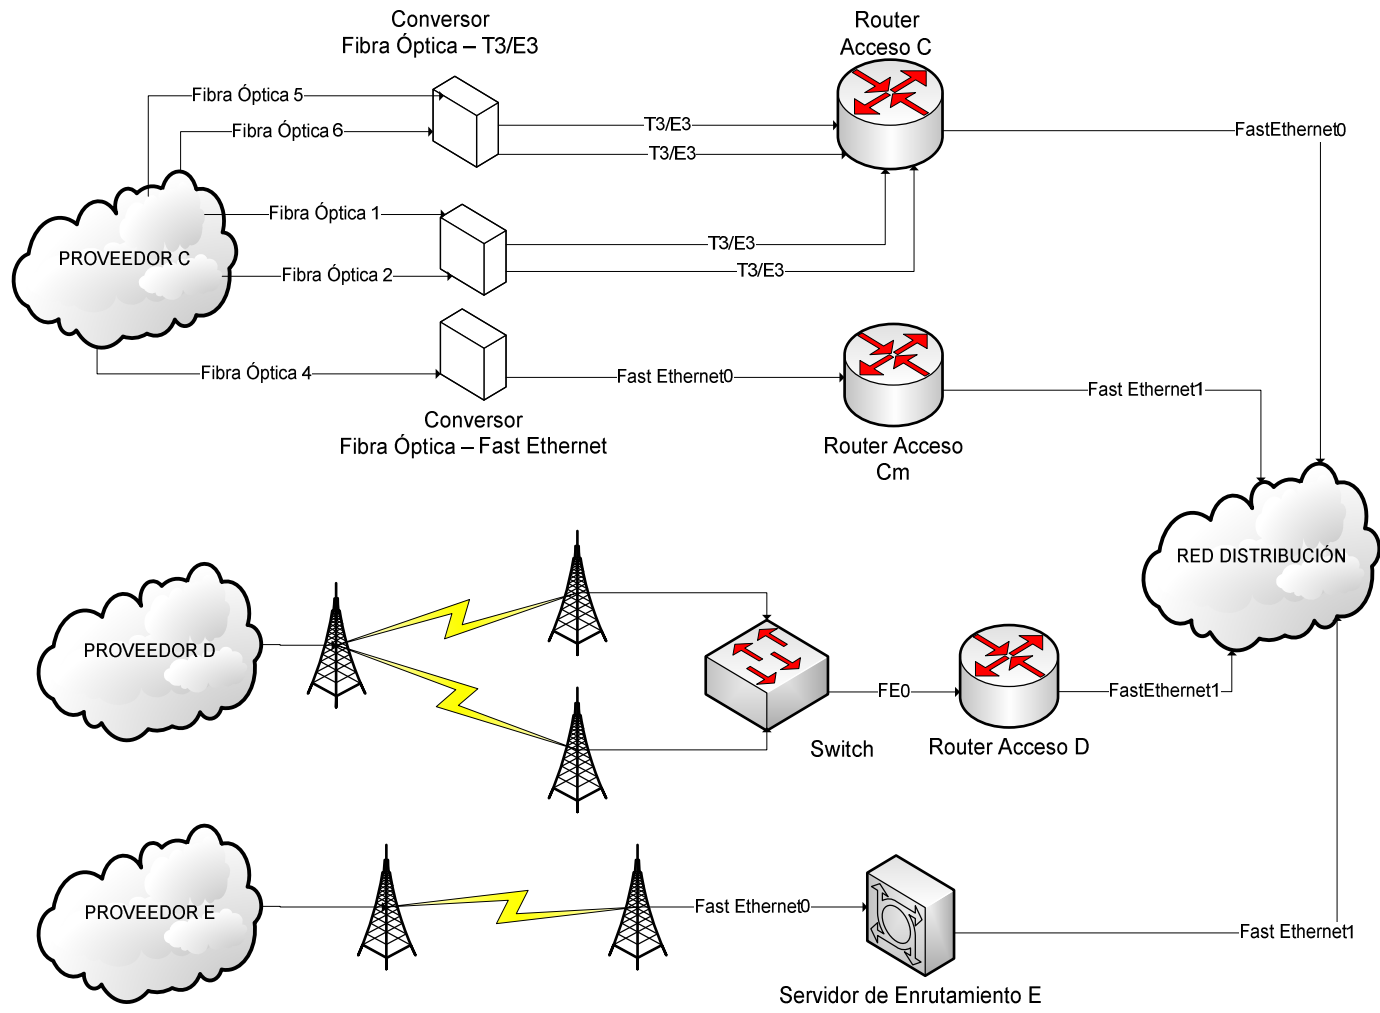 Conversor
Fibra Óptica – T3/E3
Router
Acceso C
Fibra Óptica 5
Fibra Óptica 6
T3/E3
T3/E3
FastEthernet0
Fibra Óptica 1
PROVEEDOR C
T3/E3
Fibra Óptica 2
T3/E3
Fibra Óptica 4
Fast Ethernet0
Fast Ethernet1
Conversor
Fibra Óptica – Fast Ethernet
Router Acceso
Cm
RED DISTRIBUCIÓN
PROVEEDOR D
FE0
FastEthernet1
Switch
Router Acceso D
PROVEEDOR E
Fast Ethernet0
Fast Ethernet1
Servidor de Enrutamiento E